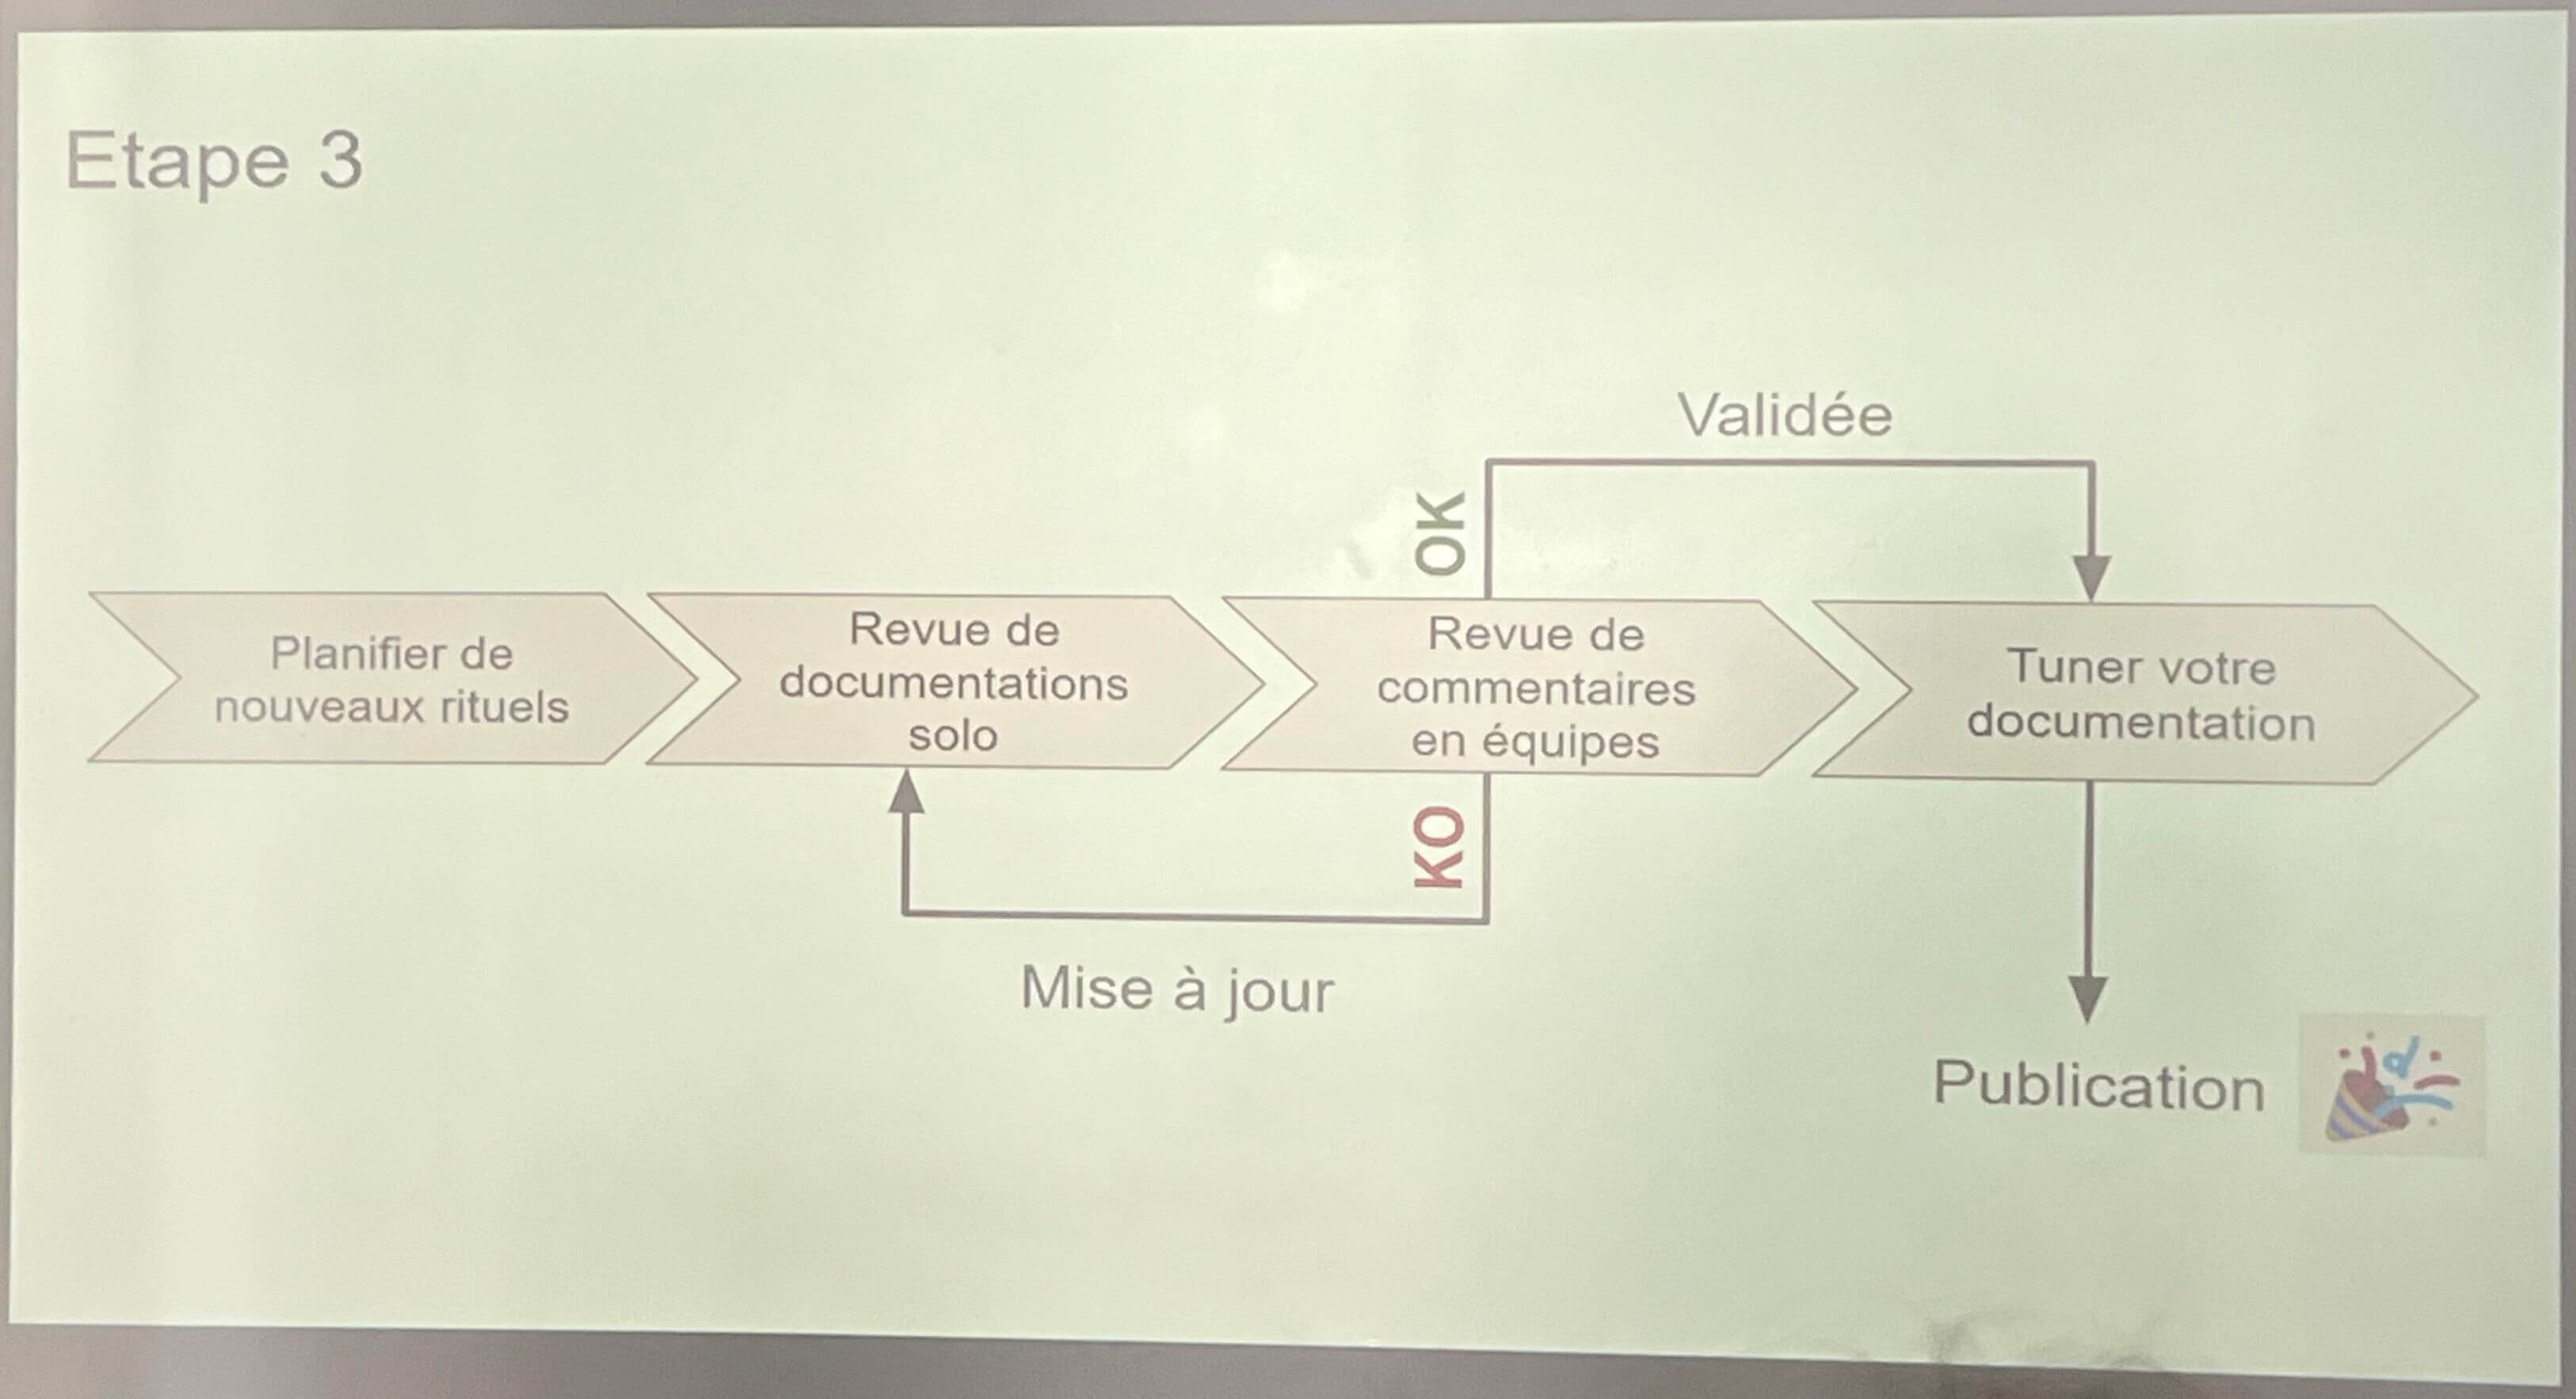 Etape 3
Validée
OK
Planifier de
nouveaux rituels
Revue de
documentations
solo
Revue de
commentaires
en équipes
Tuner votre
documentation
KO
Mise à jour
Publication